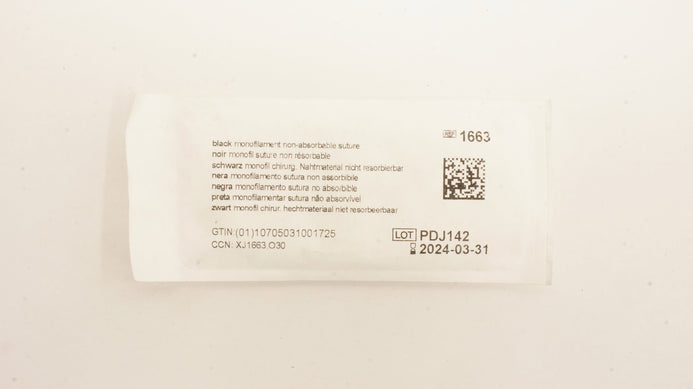 REF 1663
black monofilament non-absorbable suture
noir monofil suture non résorbable
schwarz monofil chirurg. Nahtmaterial nicht resorbierbar
nera monofilamento sutura non assorbibile
negra monofilamento sutura no absorbible
preta monofilamentar sutura não absorvível
zwart monofil chirur. hechtmateriaal niet resorbeerbaar
GTIN:(01)10705031001725
CCN: XJ1663.O30
LOT PDJ142
2024-03-31